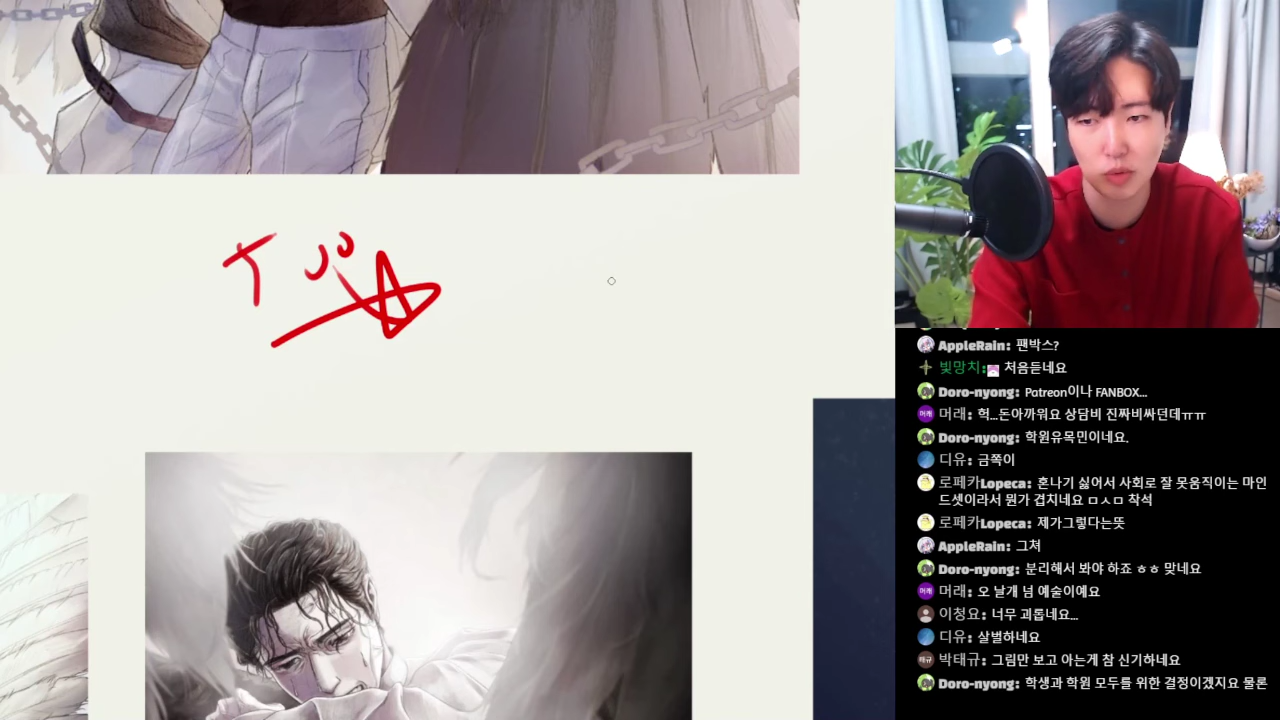 AppleRain: 팬박스?
빛망치: 처음듣네요
Doro-nyong: Patreon이나 FANBOX...
머래: 헉...돈아까워요 상담비 진짜비싸던데ㅠㅠ
Doro-nyong: 학원유목민이네요.
디유: 금쪽이
로페카Lopeca: 혼나기 싫어서 사회로 잘 못움직이는 마인
드셋이라서 뭔가 겹치네요 ㅁㅅㅁ 착석
로페카Lopeca: 제가그렇다는뜻
AppleRain: 그쳐
Doro-nyong: 분리해서 봐야 하죠 ㅎㅎ 맞네요
머래: 오 날개 넘 예술이에요
이청요: 너무 괴롭네요...
디유: 살벌하네요
박태규: 그림만 보고 아는게 참 신기하네요
Doro-nyong: 학생과 학원 모두를 위한 결정이겠지요 물론